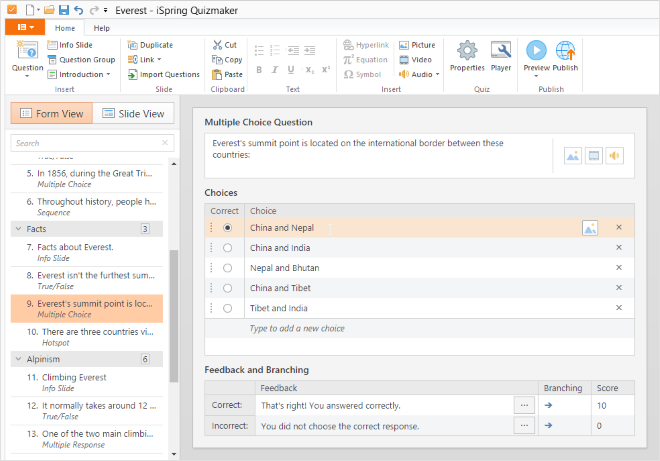 Everest - iSpring Quizmaker
Home Help
Question
Info Slide
Question Group
Introduction
Insert
Duplicate
Link
Import Questions
Slide
Cut
Copy
Paste
Clipboard
B I U X₂ X²
Text
Hyperlink
Equation
Symbol
Picture
Video
Audio
Insert
Properties
Player
Quiz
Preview
Publish
Publish
Form View Slide View
Search
True/False
5. In 1856, during the Great Tri...
Multiple Choice
6. Throughout history, people h...
Sequence
Facts 3
7. Facts about Everest.
Info Slide
8. Everest isn't the furthest sum...
True/False
9. Everest's summit point is loc...
Multiple Choice
10. There are three countries vi...
Hotspot
Alpinism 6
11. Climbing Everest
Info Slide
12. It normally takes around 12 ...
True/False
13. One of the two main climbi...
Multiple Response
Multiple Choice Question
Everest's summit point is located on the international border between these
countries:
Choices
Correct Choice
China and Nepal
China and India
Nepal and Bhutan
China and Tibet
Tibet and India
Type to add a new choice
Feedback and Branching
Feedback Branching Score
Correct: That's right! You answered correctly. ... 10
Incorrect: You did not choose the correct response. ... 0